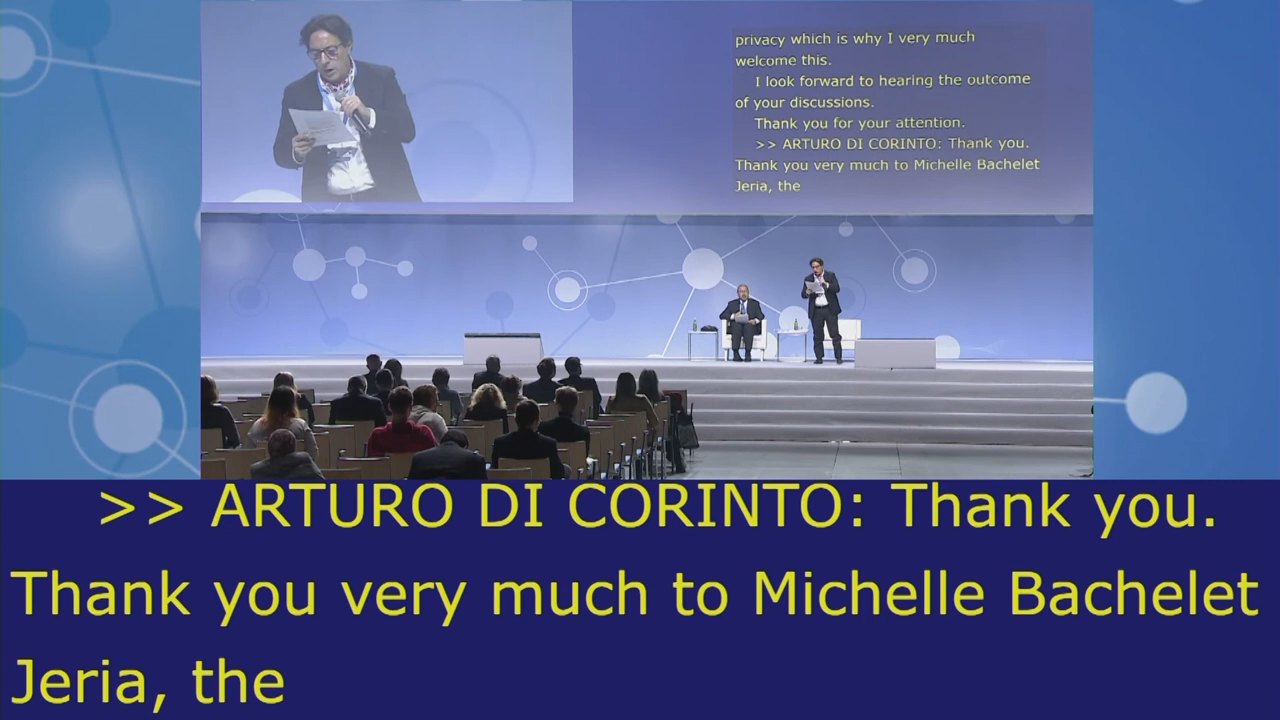 privacy which is why I very much
welcome this.
I look forward to hearing the outcome
of your discussions.
Thank you for your attention.
>> ARTURO DI CORINTO: Thank you.
Thank you very much to Michelle Bachelet
Jeria, the
>> ARTURO DI CORINTO: Thank you.
Thank you very much to Michelle Bachelet
Jeria, the